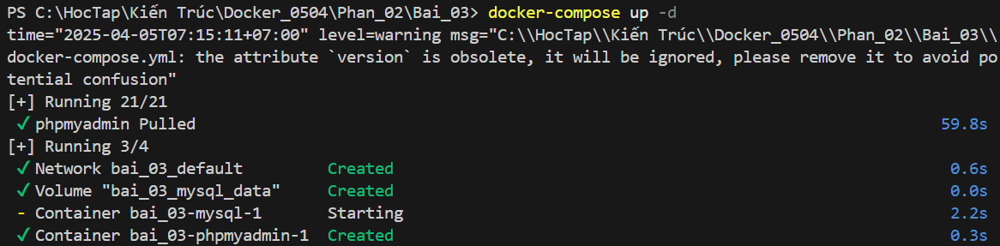 PS C:\HocTap\Kiến Trúc\Docker_0504\Phan_02\Bai_03> docker-compose up -d
time="2025-04-05T07:15:11+07:00" level=warning msg="C:\\HocTap\\Kiến Trúc\\Docker_0504\\Phan_02\\Bai_03\\
docker-compose.yml: the attribute `version` is obsolete, it will be ignored, please remove it to avoid po
tential confusion"
[+] Running 21/21
✔ phpmyadmin Pulled 59.8s
[+] Running 3/4
✔ Network bai_03_default Created 0.6s
✔ Volume "bai_03_mysql_data" Created 0.0s
- Container bai_03-mysql-1 Starting 2.2s
✔ Container bai_03-phpmyadmin-1 Created 0.3s